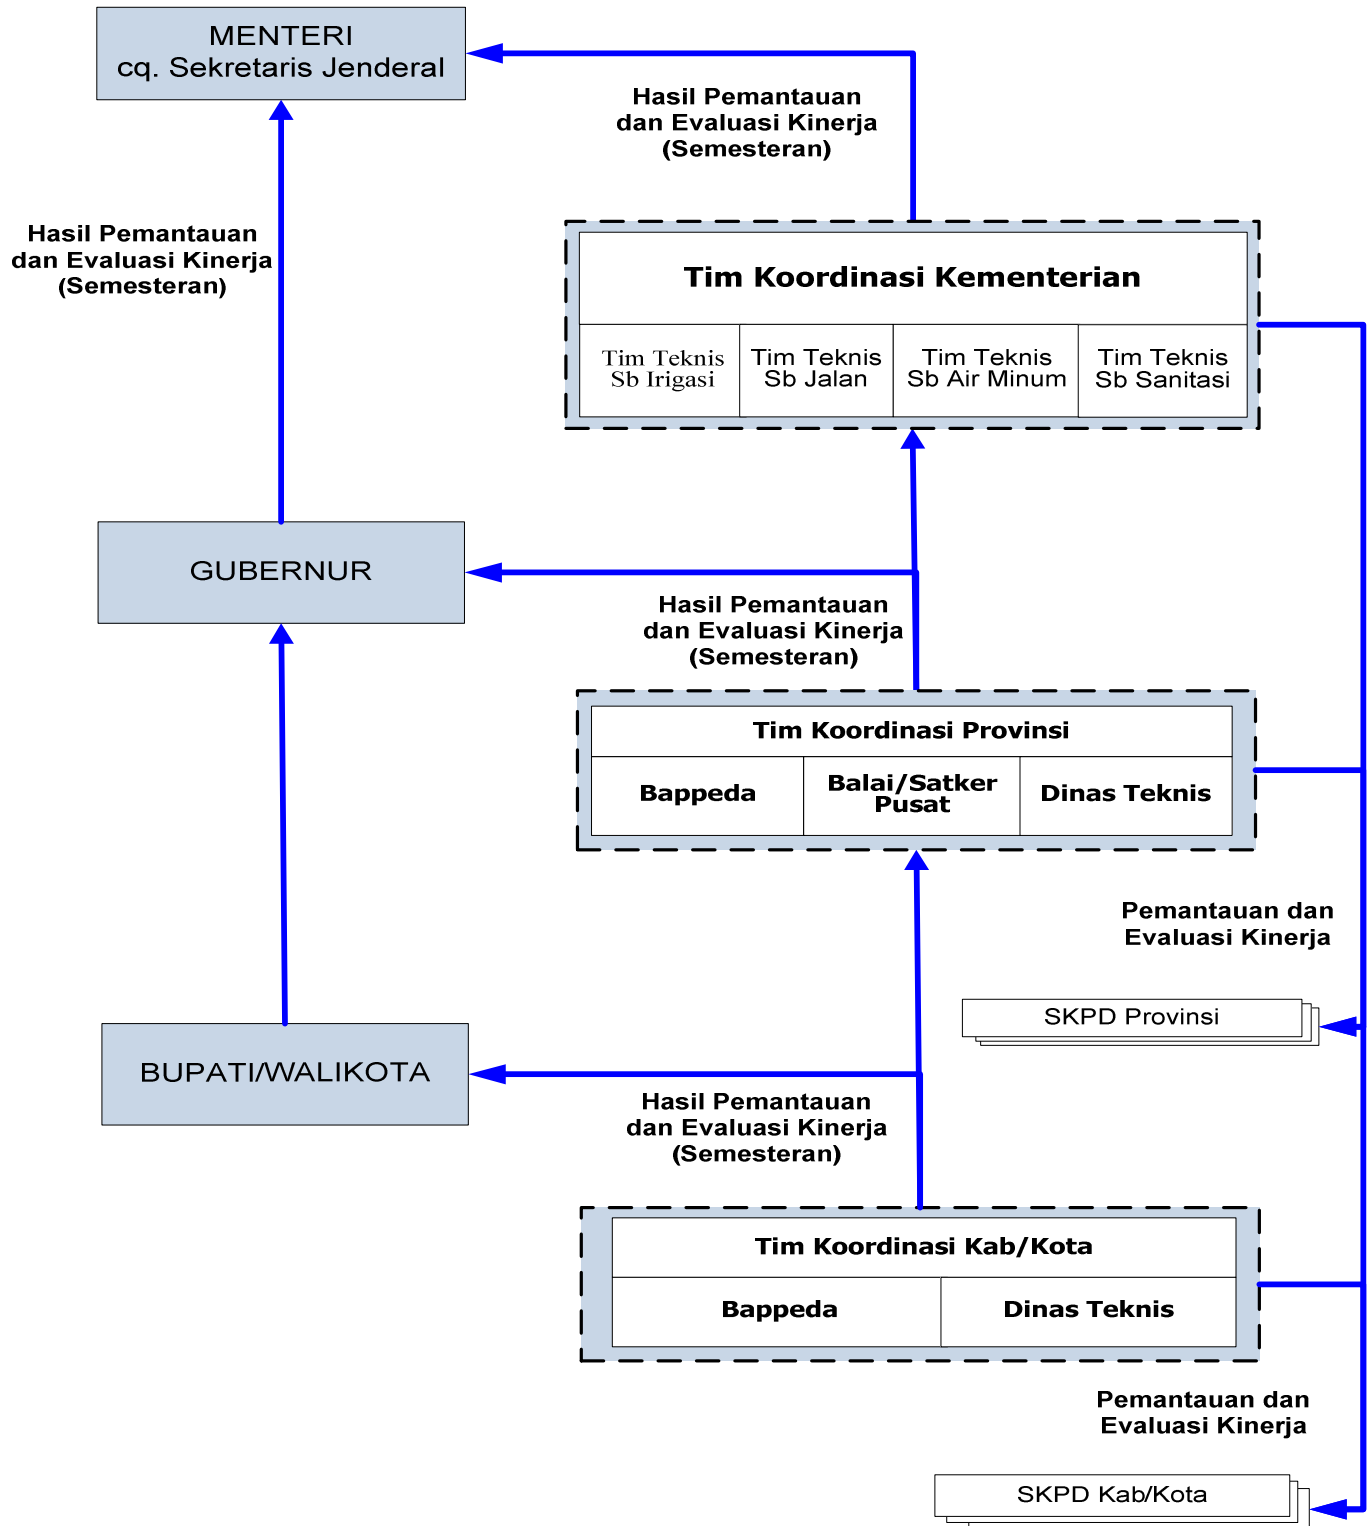 MENTERI
cq. Sekretaris Jenderal
Hasil Pemantauan
dan Evaluasi Kinerja
(Semesteran)
Hasil Pemantauan
dan Evaluasi Kinerja
(Semesteran)
Tim Koordinasi Kementerian
Tim Teknis
Sb Irigasi
Tim Teknis
Sb Jalan
Tim Teknis
Sb Air Minum
Tim Teknis
Sb Sanitasi
GUBERNUR
Hasil Pemantauan
dan Evaluasi Kinerja
(Semesteran)
Tim Koordinasi Provinsi
Bappeda
Balai/Satker
Pusat
Dinas Teknis
Pemantauan dan
Evaluasi Kinerja
SKPD Provinsi
BUPATI/WALIKOTA
Hasil Pemantauan
dan Evaluasi Kinerja
(Semesteran)
Tim Koordinasi Kab/Kota
Bappeda
Dinas Teknis
Pemantauan dan
Evaluasi Kinerja
SKPD Kab/Kota